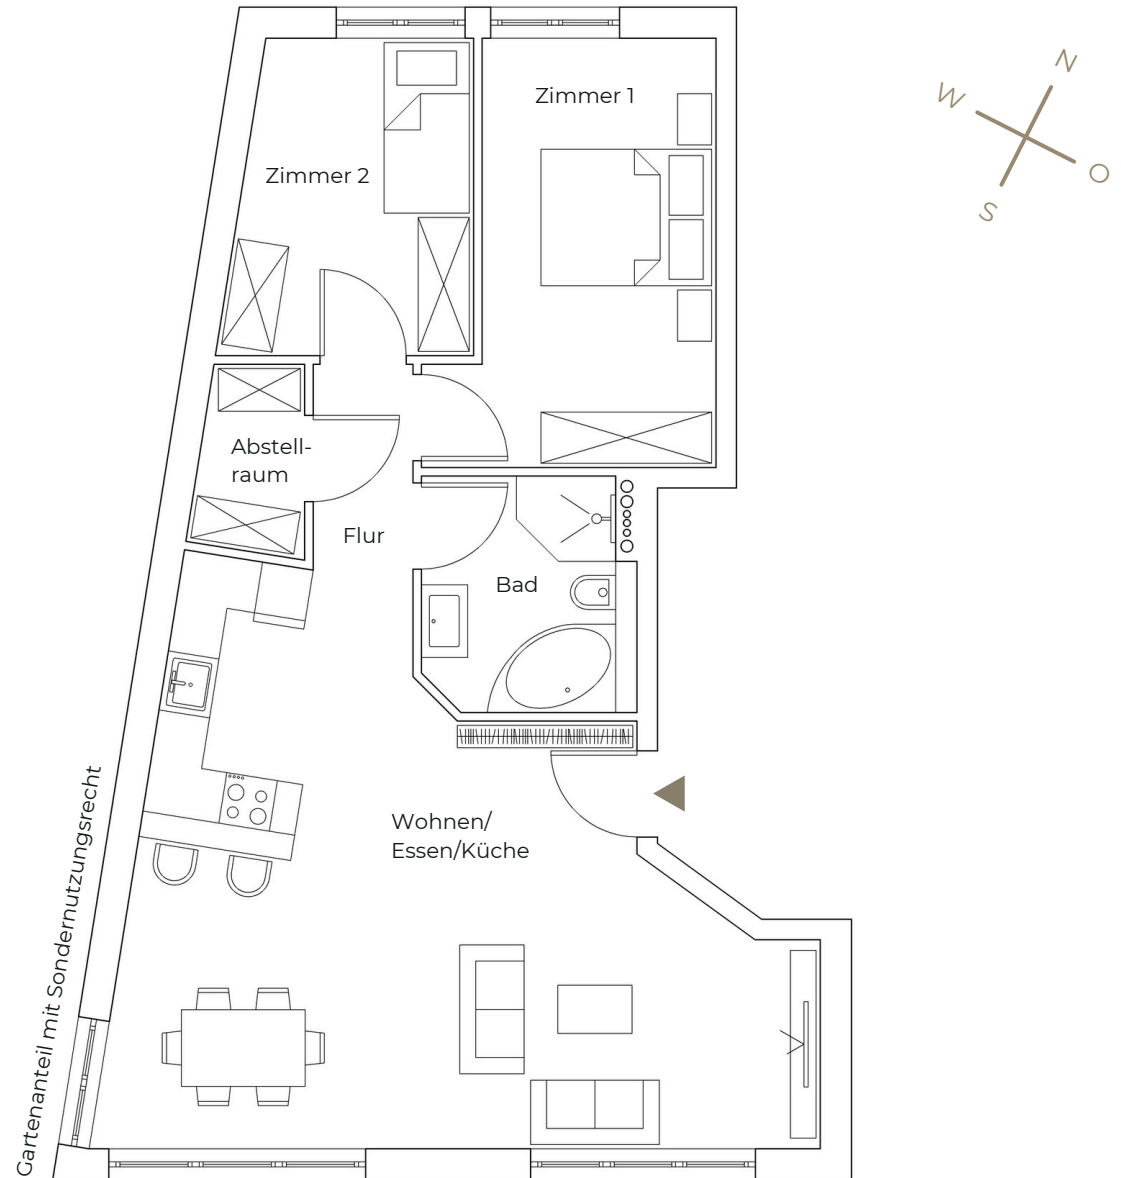 N
W
O
S
Zimmer 1
Zimmer 2
Abstell-
raum
Flur
Bad
Wohnen/
Essen/Küche
Gartenanteil mit Sondernutzungsrecht